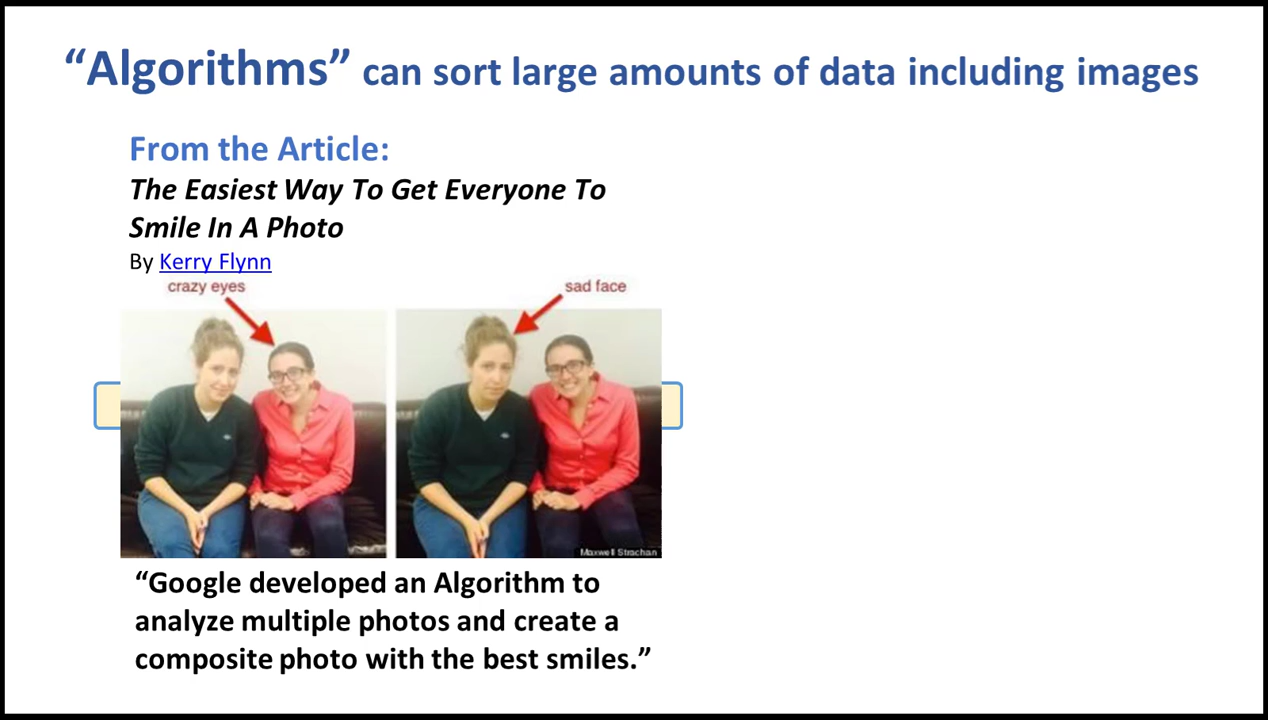 “Algorithms” can sort large amounts of data including images
From the Article:
The Easiest Way To Get Everyone To
Smile In A Photo
By Kerry Flynn
crazy eyes
sad face
Maxwell Strachan
“Google developed an Algorithm to
analyze multiple photos and create a
composite photo with the best smiles.”